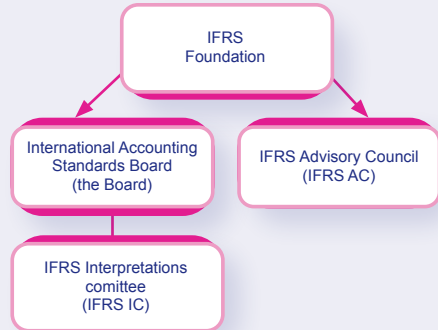 IFRS
Foundation
International Accounting
Standards Board
(the Board)
IFRS Advisory Council
(IFRS AC)
IFRS Interpretations
comittee
(IFRS IC)